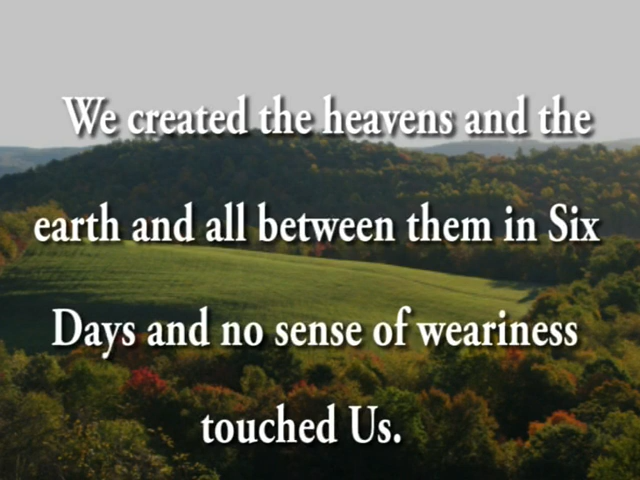 We created the heavens and the
earth and all between them in Six
Days and no sense of weariness
touched Us.